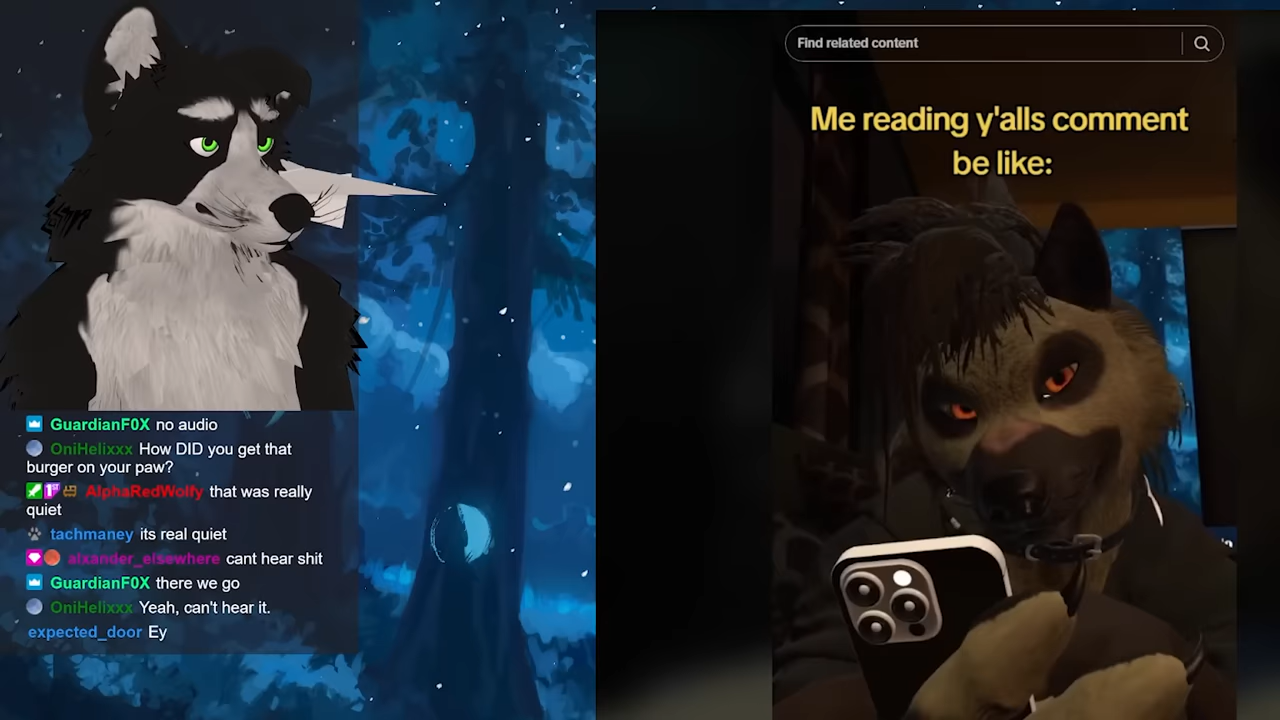 Find related content
Me reading y'alls comment
be like:
GuardianF0X no audio
OniHelixxx How DID you get that
burger on your paw?
AlphaRedWolfy that was really
quiet
tachmaney its real quiet
alxander_elsewhere cant hear shit
GuardianF0X there we go
OniHelixxx Yeah, can't hear it.
expected_door Ey